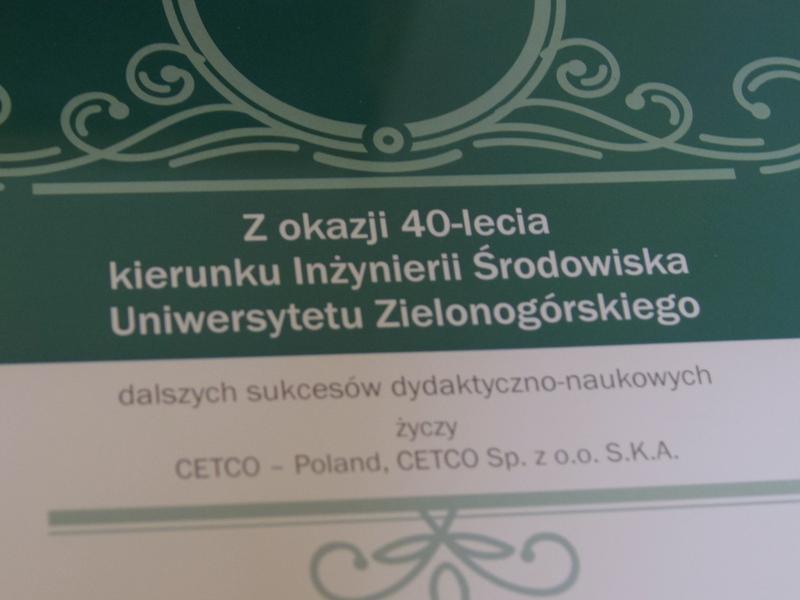 Z okazji 40-lecia
kierunku Inżynierii Środowiska
Uniwersytetu Zielonogórskiego
dalszych sukcesów dydaktyczno-naukowych
życzy
CETCO – Poland, CETCO Sp. z o.o. S.K.A.